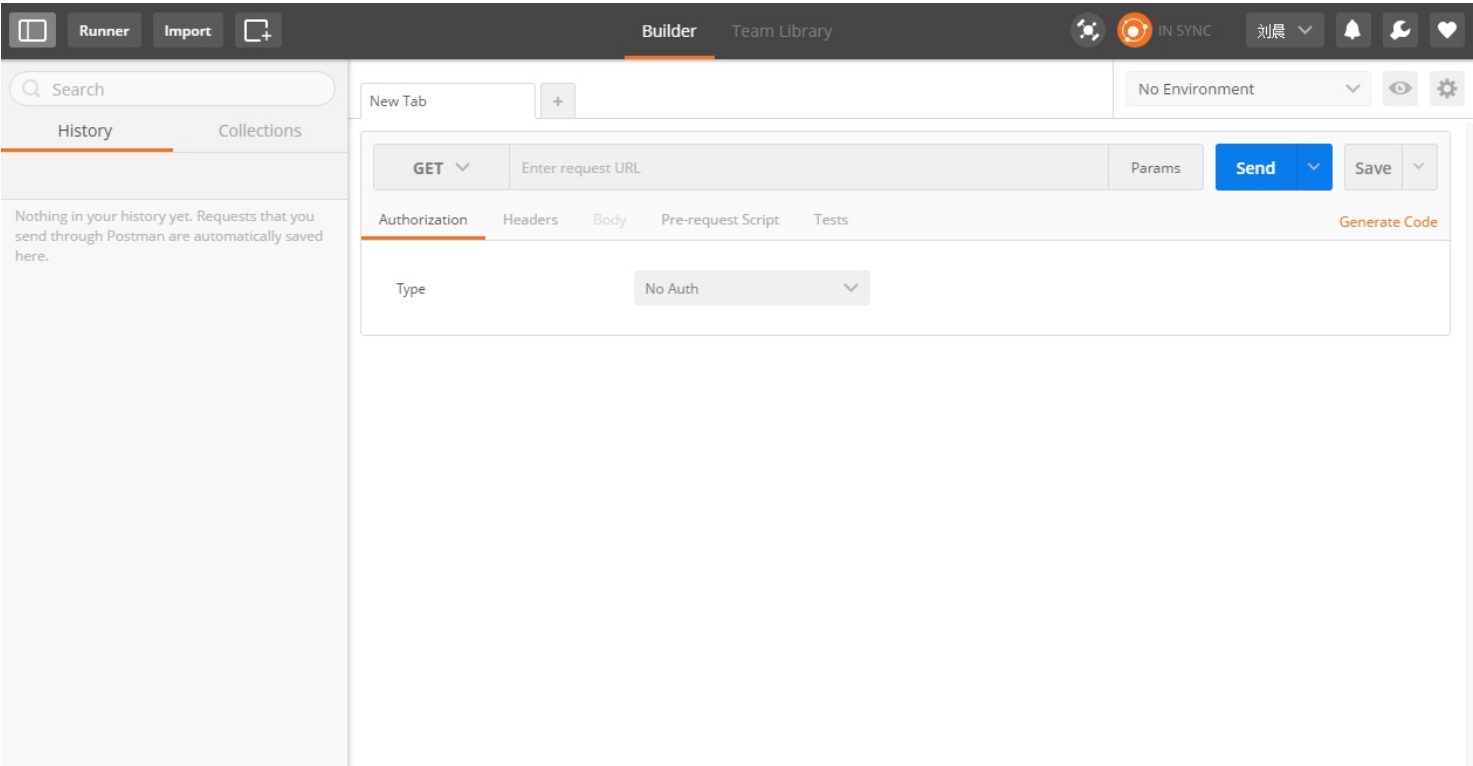 Runner
Import
Builder
Team Library
IN SYNC
刘晨
Search
History
Collections
Nothing in your history yet. Requests that you
send through Postman are automatically saved
here.
New Tab
+
No Environment
GET
Enter request URL
Params
Send
Save
Authorization
Headers
Body
Pre-request Script
Tests
Generate Code
Type
No Auth